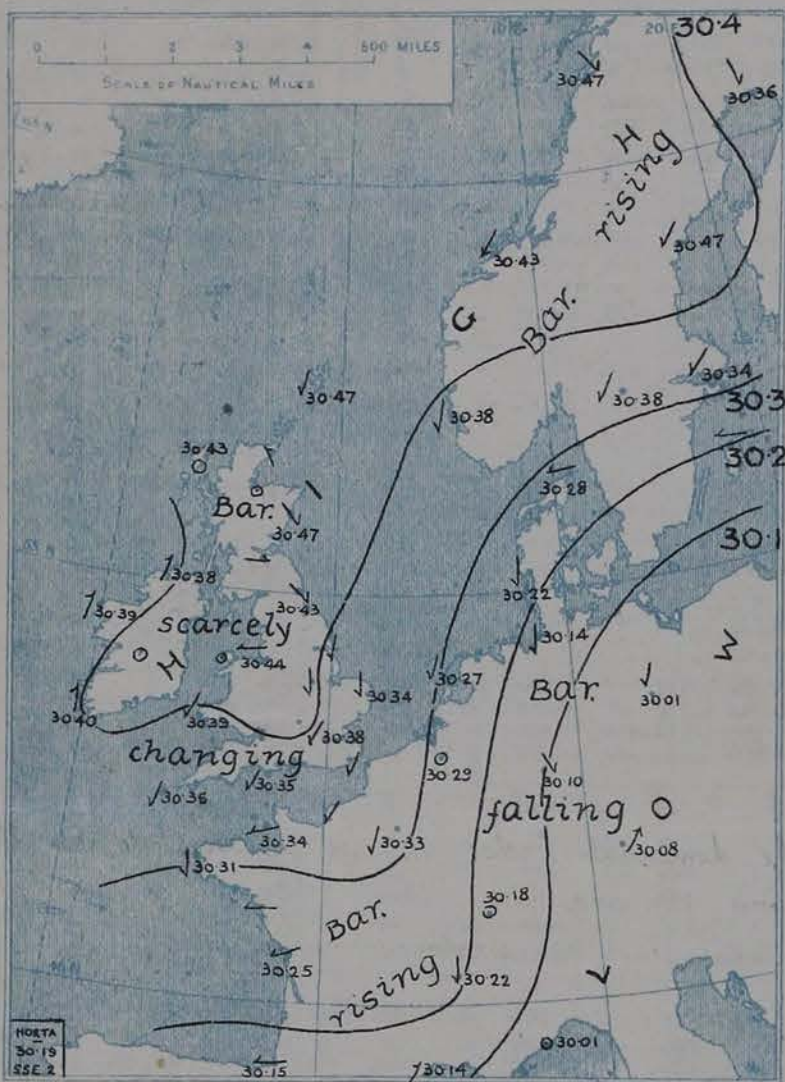 0 1 2 3 4 500 MILES
SCALE OF NAUTICAL MILES
10°E.
20°E.
30.4
30.47
30.36
H
rising
30.43
30.47
G
Bar.
30.47
30.34
30.38
30.38
30.3
30.43
30.2
Bar.
30.28
30.47
30.1
55°N
30.38
30.22
30.39
30.43
scarcely
30.14
H
30.44
W
30.27
Bar.
30.40
30.39
30.34
30.01
30.38
changing
30.29
30.10
30.36
30.35
falling
30.34
30.33
30.08
30.31
30.18
Bar.
30.25
rising
30.22
L
HORTA
30.19
SSE 2
30.01
30.15
30.14